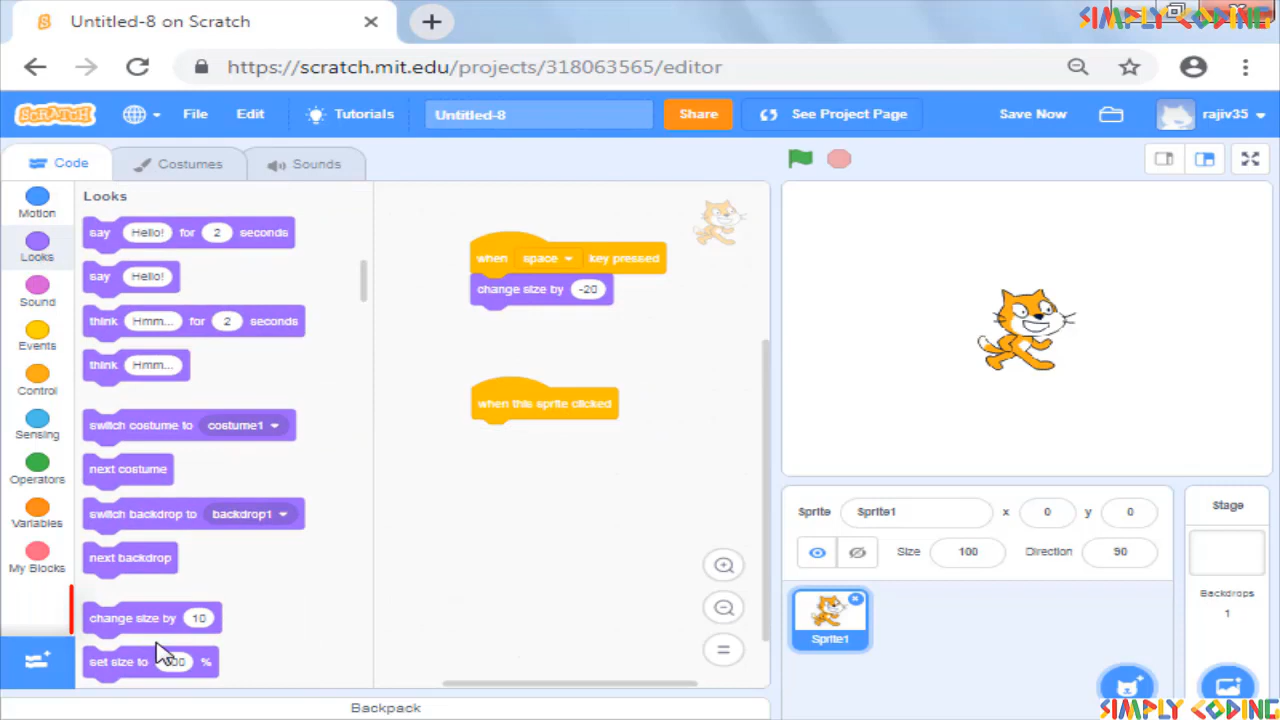 Untitled-8 on Scratch
SIMPLY CODING
https://scratch.mit.edu/projects/318063565/editor
SCRATCH
File
Edit
Tutorials
Untitled-8
Share
See Project Page
Save Now
rajiv35
Code
Costumes
Sounds
Motion
Looks
Sound
Events
Control
Sensing
Operators
Variables
My Blocks
Looks
say Hello! for 2 seconds
say Hello!
think Hmm... for 2 seconds
think Hmm...
switch costume to costume1
next costume
switch backdrop to backdrop1
next backdrop
change size by 10
set size to %
when space key pressed
change size by -20
when this sprite clicked
Sprite Sprite1 x 0 y 0
Size 100 Direction 90
Sprite1
Stage
Backdrops
1
Backpack
SIMPLY CODING